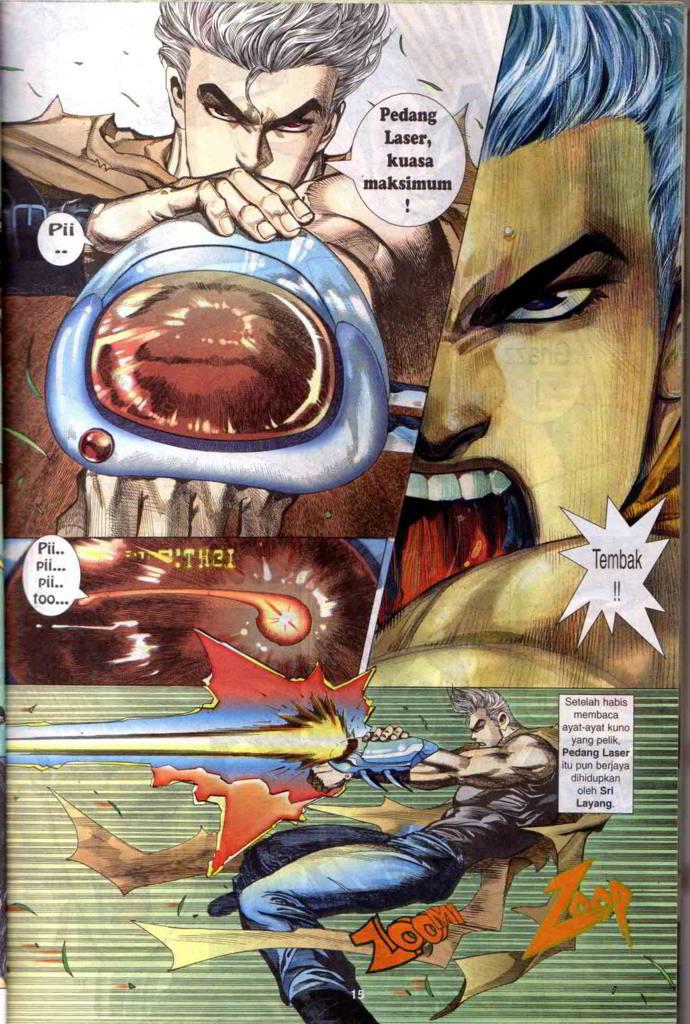 Pedang
Laser,
kuasa
maksimum
!
Pii
..
Tembak
!!
Pii..
pii...
pii..
too...
Setelah habis
membaca
ayat-ayat kuno
yang pelik,
Pedang Laser
itu pun berjaya
dihidupkan
oleh Sri
Layang.
ZOOM!
ZOOP
15